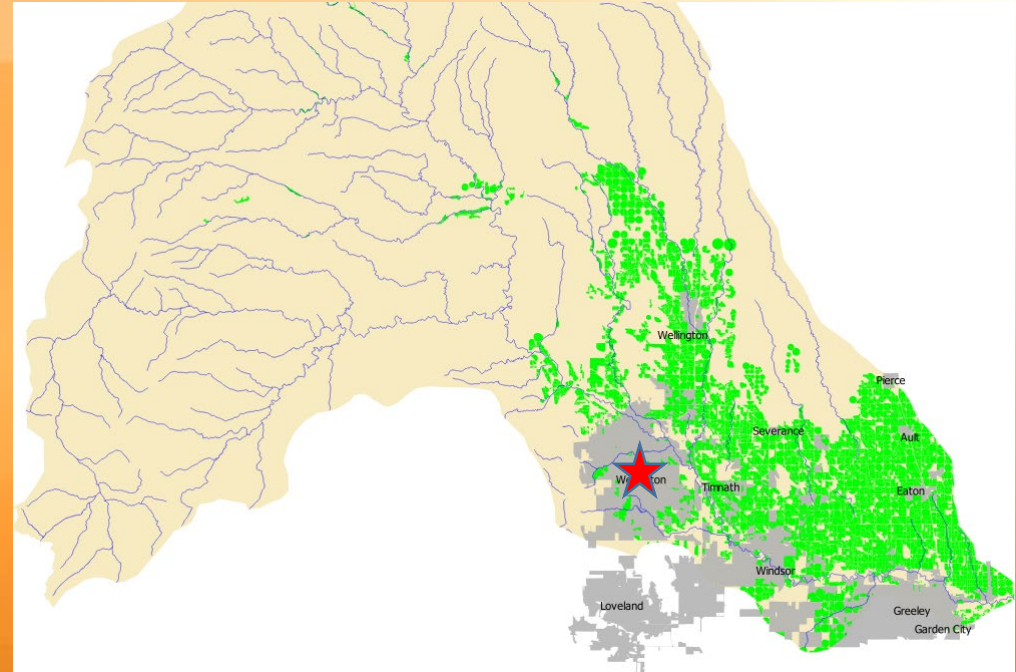 Wellington
Pierce
Severance
Ault
Timnath
Eaton
Windsor
Loveland
Greeley
Garden City